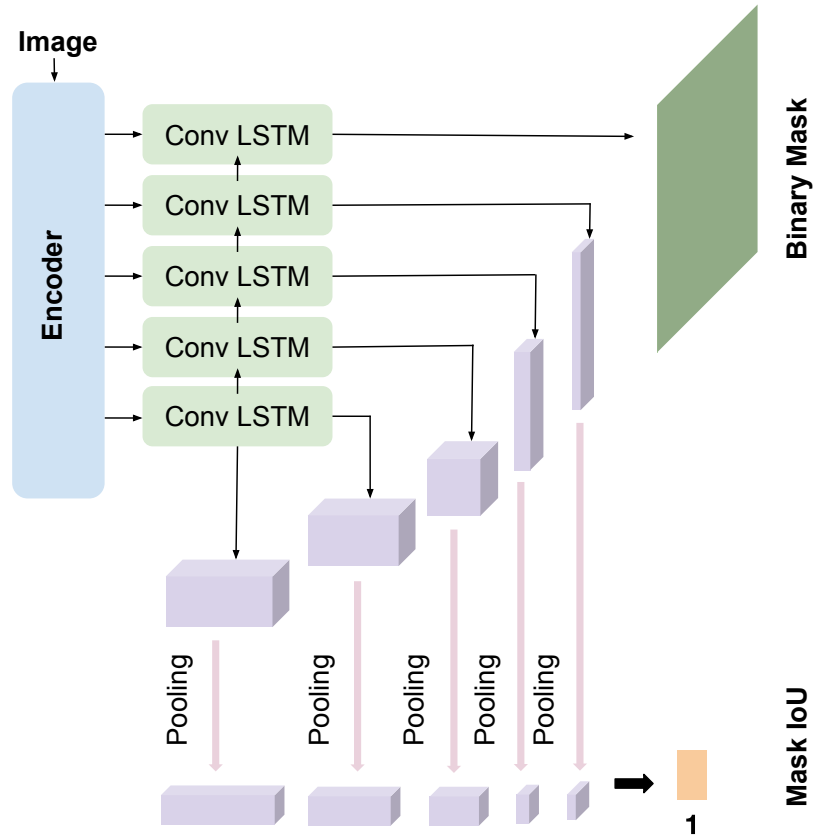 Image
Encoder
Conv LSTM
Conv LSTM
Conv LSTM
Conv LSTM
Conv LSTM
Binary Mask
Pooling
Pooling
Pooling
Pooling
Pooling
Mask IoU
1